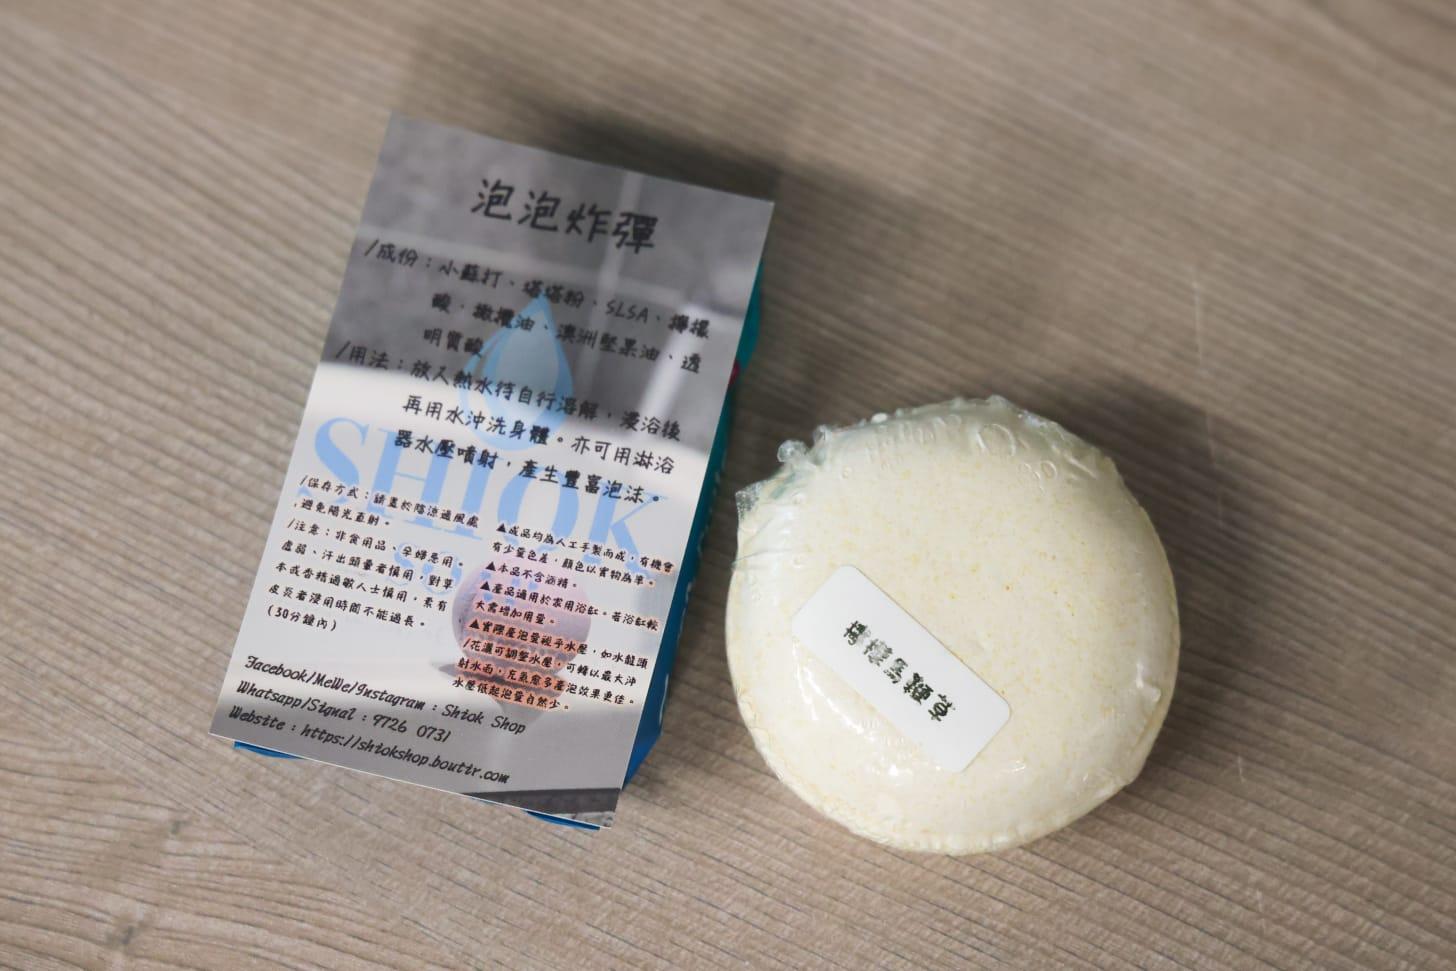 泡泡炸彈
/成份：小蘇打、塔塔粉、SLSA、檸檬
酸、橄欖油、澳洲堅果油、透
明質酸
/用法：放入熱水待自行溶解，浸浴後
再用水沖洗身體。亦可用淋浴
器水壓噴射，產生豐富泡沫。
/保存方式：請置於陰涼通風處
，避免陽光直射。
/注意：非食用品、孕婦忌用。
虛弱、汗出頭暈者慎用，對草
本或香精過敏人士慎用，素有
皮炎者浸用時間不能過長。
(30分鐘內)
▲成品均為人工手製而成，有機會
有少量色差，顏色以實物為準。
▲本品不含酒精。
▲產品適用於家用浴缸。若浴缸較
大需增加用量。
▲實際產泡量視乎水壓，如水龍頭
/花灑可調整水壓，可轉以最大沖
射水面，充氣愈多產泡效果更佳。
水壓低起泡量自然少。
Facebook/MeWe/Instagram : Shiok Shop
Whatsapp/Signal : 9726 0731
Website : https://shiokshop.boutir.com
SHIOK
檸檬馬鞭草